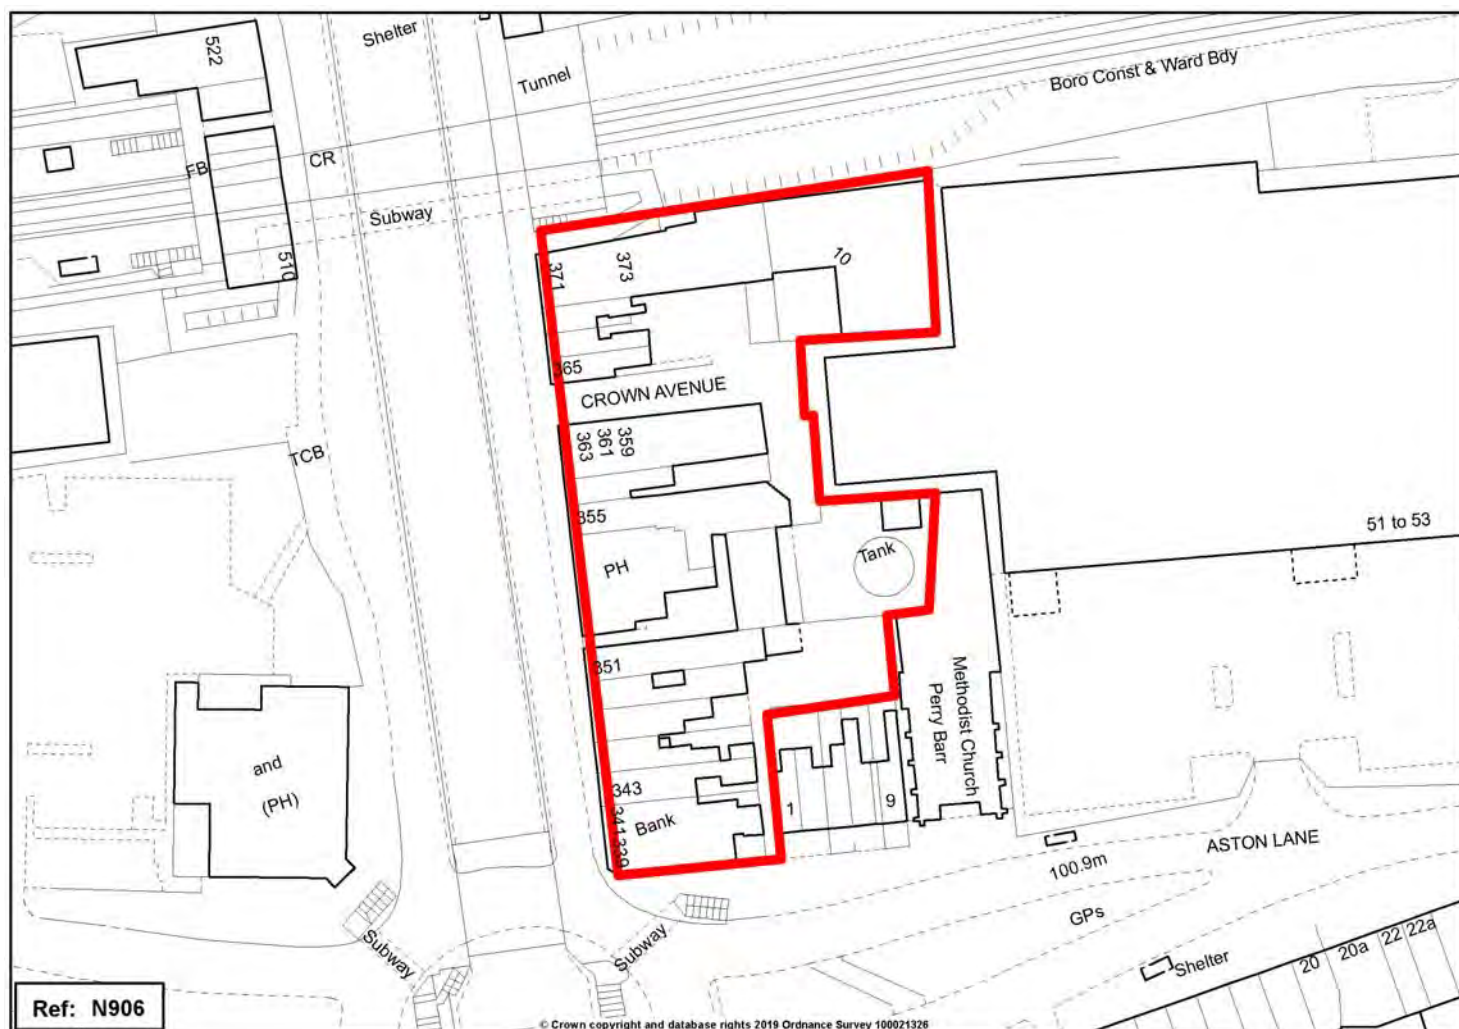 Shelter
522
Tunnel
Boro Const & Ward Bdy
CR
FB
Subway
510
371
373
10
365
CROWN AVENUE
363
361
359
TCB
355
51 to 53
Tank
PH
351
Methodist Church
Perry Barr
and
(PH)
343
341
339
Bank
1
9
ASTON LANE
100.9m
GPs
Subway
Subway
Shelter
20
20a
22
22a
Ref: N906
© Crown copyright and database rights 2019 Ordnance Survey 100021326